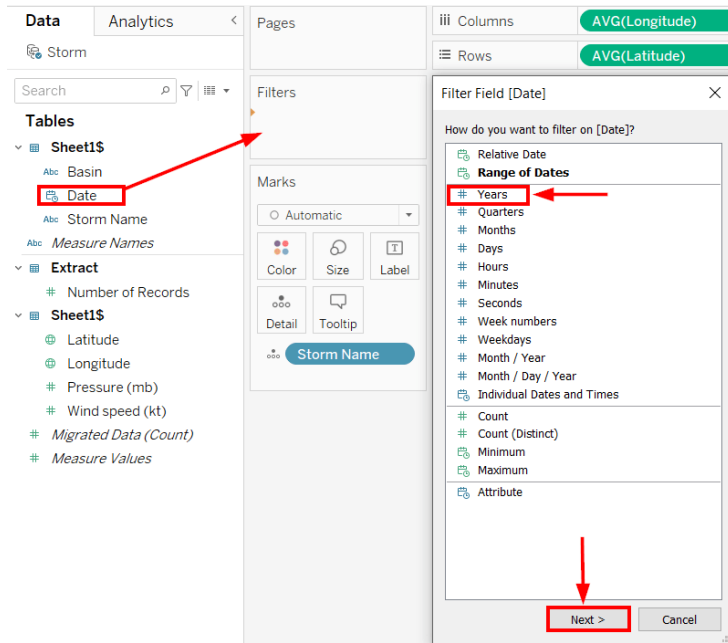 Data
Analytics
Storm
Search
Tables
Sheet1$
Abc Basin
Date
Abc Storm Name
Abc Measure Names
Extract
# Number of Records
Sheet1$
Latitude
Longitude
# Pressure (mb)
# Wind speed (kt)
# Migrated Data (Count)
# Measure Values
Pages
Filters
Marks
Automatic
Color
Size
T
Label
Detail
Tooltip
Storm Name
iii Columns
AVG(Longitude)
Rows
AVG(Latitude)
Filter Field [Date]
How do you want to filter on [Date]?
Relative Date
Range of Dates
# Years
# Quarters
# Months
# Days
# Hours
# Minutes
# Seconds
# Week numbers
# Weekdays
# Month / Year
# Month / Day / Year
Individual Dates and Times
# Count
# Count (Distinct)
Minimum
Maximum
Attribute
Next >
Cancel